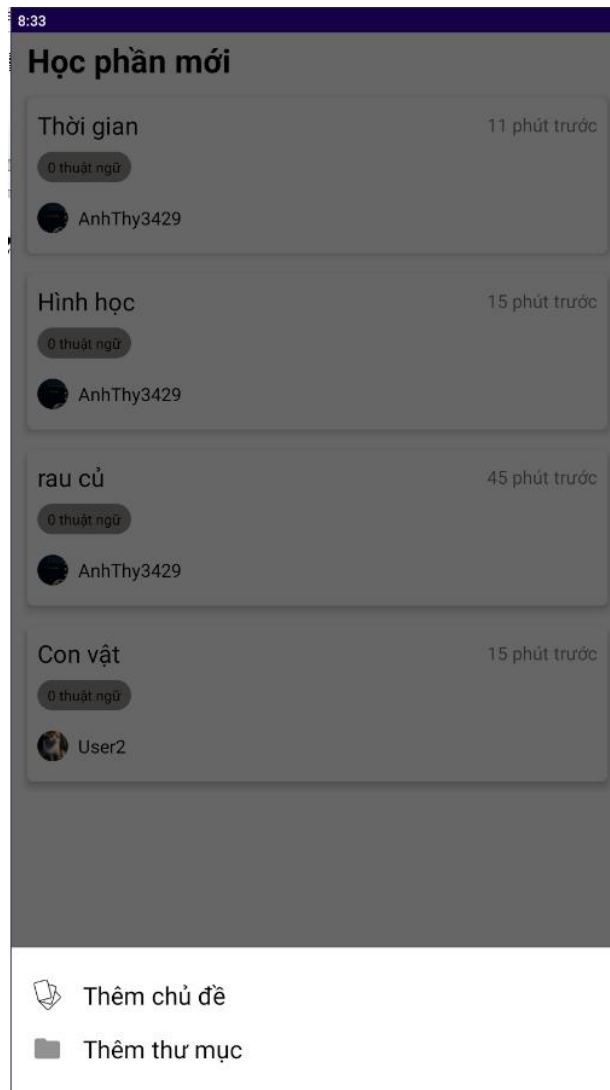 8:33
Học phần mới
Thời gian
11 phút trước
0 thuật ngữ
AnhThy3429
Hình học
15 phút trước
0 thuật ngữ
AnhThy3429
rau củ
45 phút trước
0 thuật ngữ
AnhThy3429
Con vật
15 phút trước
0 thuật ngữ
User2
Thêm chủ đề
Thêm thư mục